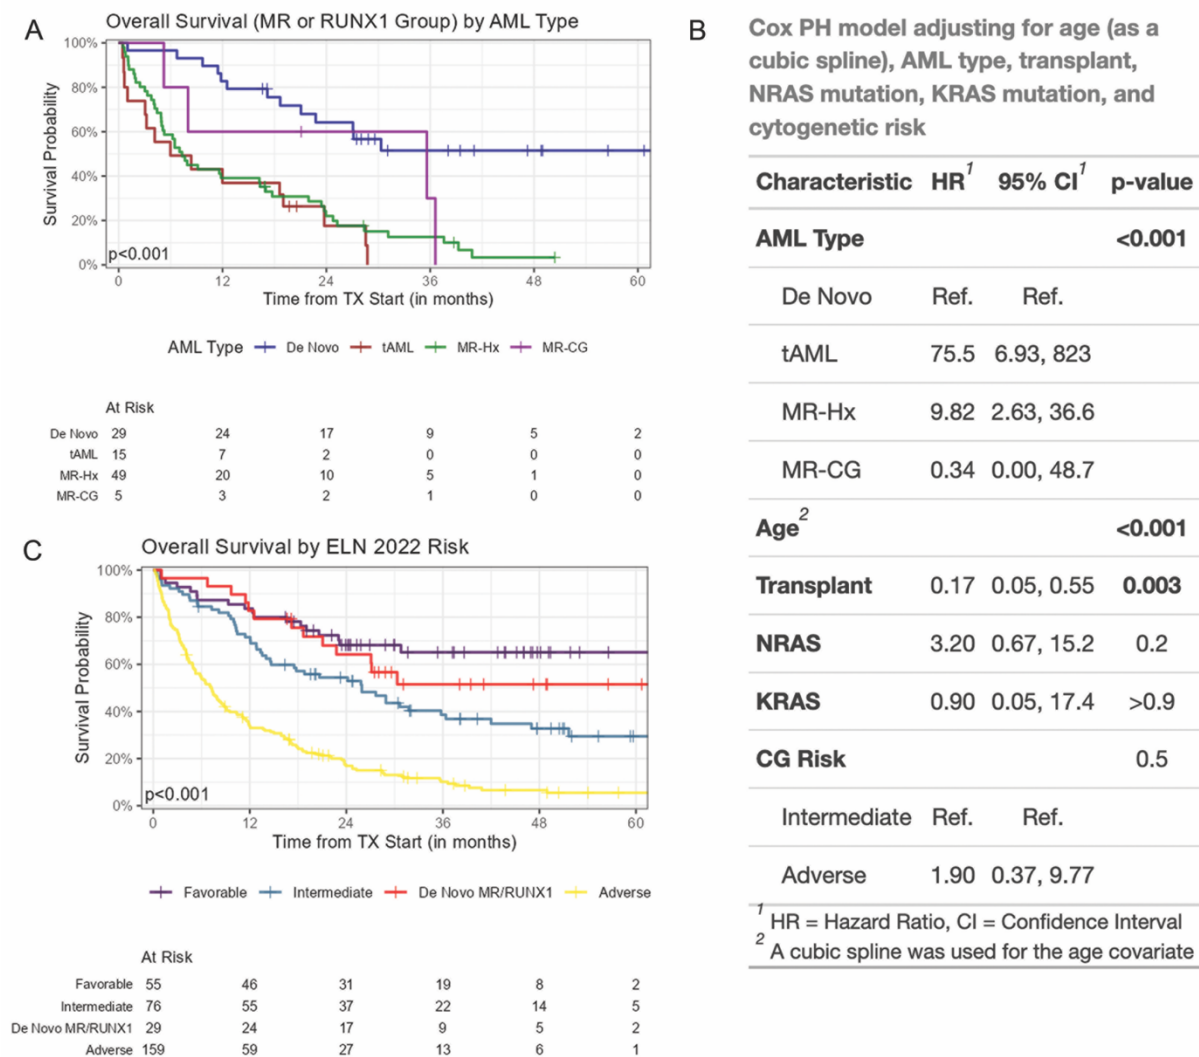 A
Overall Survival (MR or RUNX1 Group) by AML Type
Survival Probability
100%
80%
60%
40%
20%
0%
p<0.001
0 12 24 36 48 60
Time from TX Start (in months)
AML Type De Novo tAML MR-Hx MR-CG
At Risk
De Novo 29 24 17 9 5 2
tAML 15 7 2 0 0 0
MR-Hx 49 20 10 5 1 0
MR-CG 5 3 2 1 0 0
B
Cox PH model adjusting for age (as a
cubic spline), AML type, transplant,
NRAS mutation, KRAS mutation, and
cytogenetic risk
Characteristic HR1 95% CI1 p-value
AML Type <0.001
De Novo Ref. Ref.
tAML 75.5 6.93, 823
MR-Hx 9.82 2.63, 36.6
MR-CG 0.34 0.00, 48.7
Age2 <0.001
Transplant 0.17 0.05, 0.55 0.003
NRAS 3.20 0.67, 15.2 0.2
KRAS 0.90 0.05, 17.4 >0.9
CG Risk 0.5
Intermediate Ref. Ref.
Adverse 1.90 0.37, 9.77
1 HR = Hazard Ratio, CI = Confidence Interval
2 A cubic spline was used for the age covariate
C
Overall Survival by ELN 2022 Risk
Survival Probability
100%
80%
60%
40%
20%
0%
p<0.001
0 12 24 36 48 60
Time from TX Start (in months)
Favorable Intermediate De Novo MR/RUNX1 Adverse
At Risk
Favorable 55 46 31 19 8 2
Intermediate 76 55 37 22 14 5
De Novo MR/RUNX1 29 24 17 9 5 2
Adverse 159 59 27 13 6 1